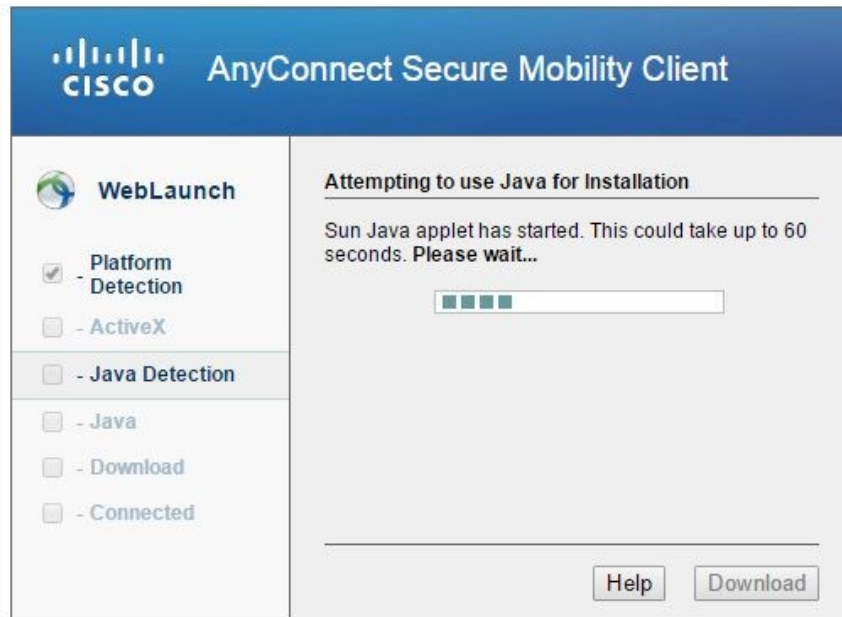 CISCO
AnyConnect Secure Mobility Client
WebLaunch
- Platform
Detection
- ActiveX
- Java Detection
- Java
- Download
- Connected
Attempting to use Java for Installation
Sun Java applet has started. This could take up to 60
seconds. Please wait...
Help
Download